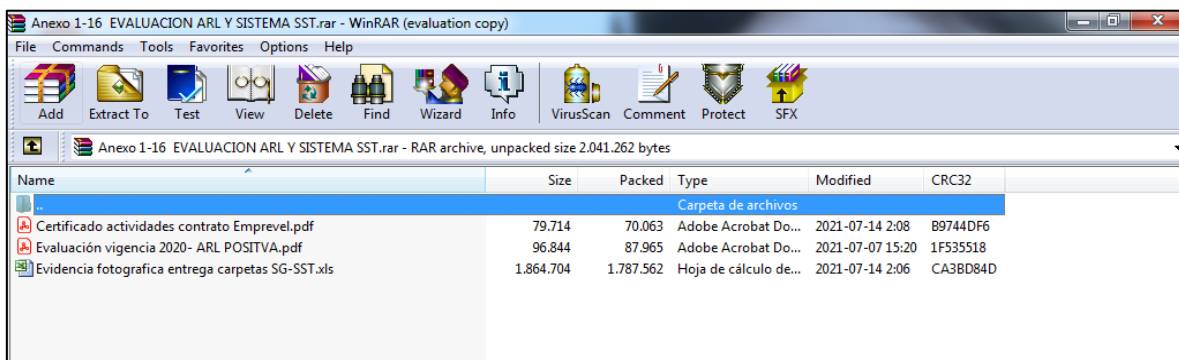 Anexo 1-16  EVALUACION ARL Y SISTEMA SST.rar - WinRAR (evaluation copy)
File Commands Tools Favorites Options Help
Add Extract To Test View Delete Find Wizard Info VirusScan Comment Protect SFX
Anexo 1-16  EVALUACION ARL Y SISTEMA SST.rar - RAR archive, unpacked size 2.041.262 bytes
Name Size Packed Type Modified CRC32
.. Carpeta de archivos
Certificado actividades contrato Emprevel.pdf 79.714 70.063 Adobe Acrobat Do... 2021-07-14 2:08 B9744DF6
Evaluación vigencia 2020- ARL POSITVA.pdf 96.844 87.965 Adobe Acrobat Do... 2021-07-07 15:20 1F535518
Evidencia fotografica entrega carpetas SG-SST.xls 1.864.704 1.787.562 Hoja de cálculo de... 2021-07-14 2:06 CA3BD84D